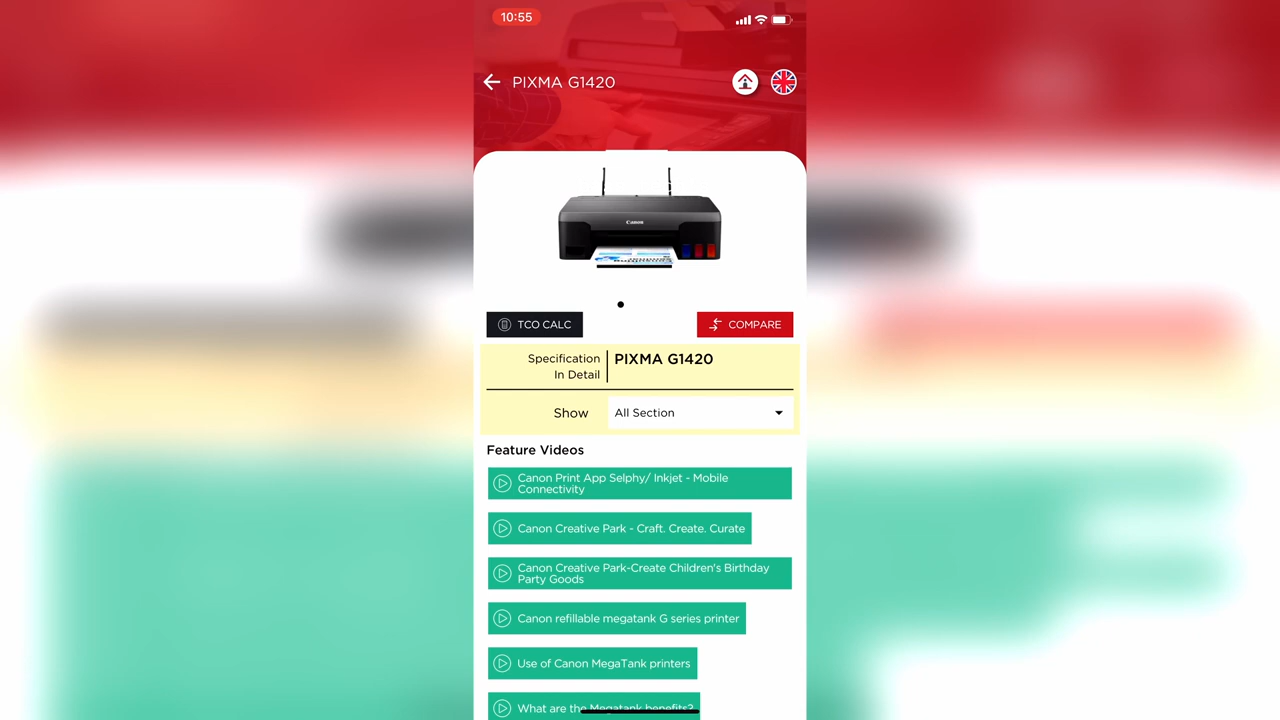 10:55
PIXMA G1420
Canon
TCO CALC
COMPARE
Specification
In Detail
PIXMA G1420
Show
All Section
Feature Videos
Canon Print App Selphy/ Inkjet - Mobile
Connectivity
Canon Creative Park - Craft. Create. Curate
Canon Creative Park-Create Children's Birthday
Party Goods
Canon refillable megatank G series printer
Use of Canon MegaTank printers
What are the Megatank benefits?